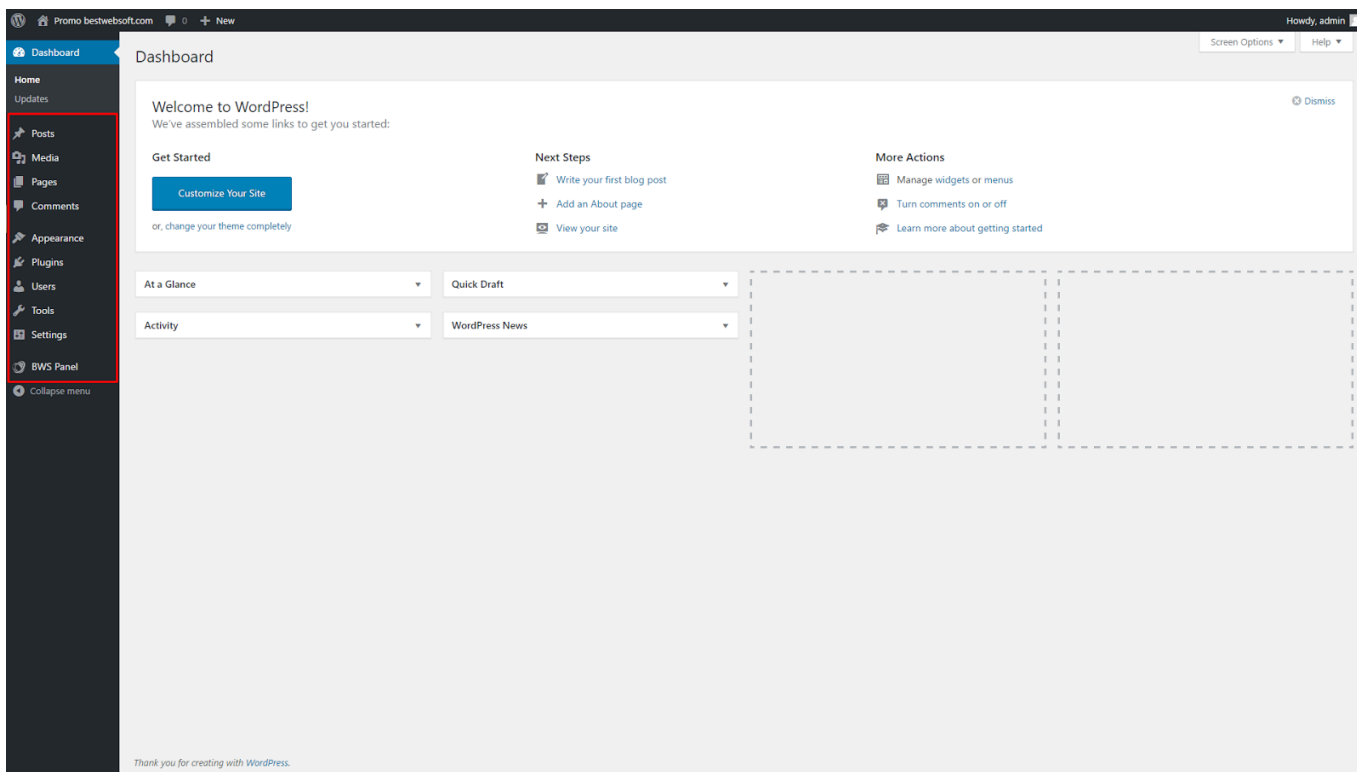 Promo bestwebsoft.com 0 New Howdy, admin
Dashboard
Home
Updates
Posts
Media
Pages
Comments
Appearance
Plugins
Users
Tools
Settings
BWS Panel
Collapse menu
Screen Options Help
Dashboard
Welcome to WordPress!
Dismiss
We've assembled some links to get you started:
Get Started
Customize Your Site
or, change your theme completely
Next Steps
Write your first blog post
Add an About page
View your site
More Actions
Manage widgets or menus
Turn comments on or off
Learn more about getting started
At a Glance
Quick Draft
Activity
WordPress News
Thank you for creating with WordPress.